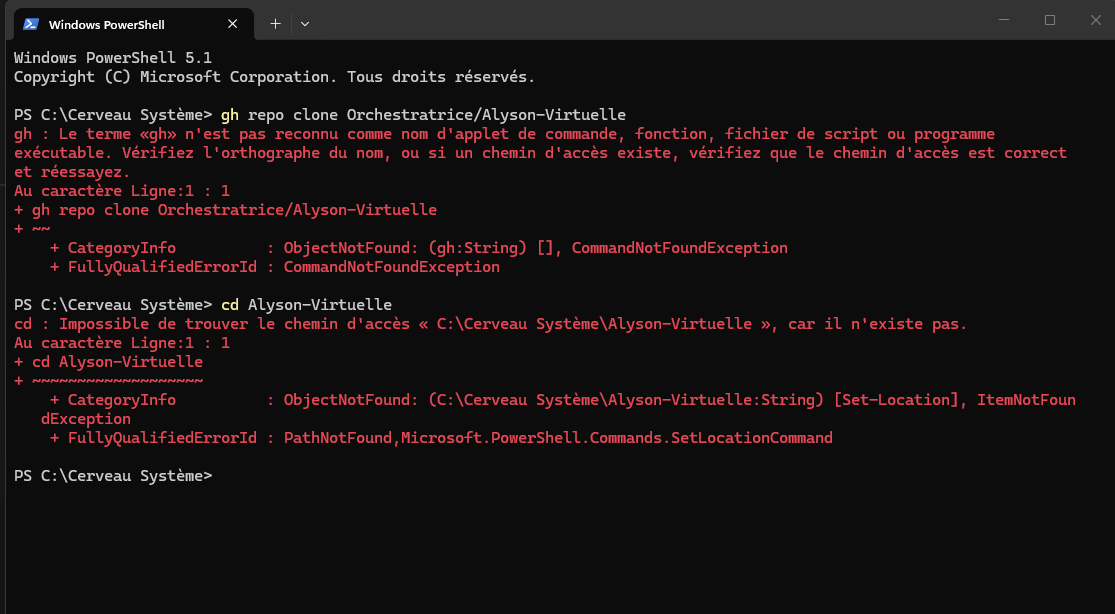 Windows PowerShell
Windows PowerShell 5.1
Copyright (C) Microsoft Corporation. Tous droits réservés.
PS C:\Cerveau Système> gh repo clone Orchestratrice/Alyson-Virtuelle
gh : Le terme «gh» n'est pas reconnu comme nom d'applet de commande, fonction, fichier de script ou programme
exécutable. Vérifiez l'orthographe du nom, ou si un chemin d'accès existe, vérifiez que le chemin d'accès est correct
et réessayez.
Au caractère Ligne:1 : 1
+ gh repo clone Orchestratrice/Alyson-Virtuelle
+ ~~
+ CategoryInfo : ObjectNotFound: (gh:String) [], CommandNotFoundException
+ FullyQualifiedErrorId : CommandNotFoundException
PS C:\Cerveau Système> cd Alyson-Virtuelle
cd : Impossible de trouver le chemin d'accès « C:\Cerveau Système\Alyson-Virtuelle », car il n'existe pas.
Au caractère Ligne:1 : 1
+ cd Alyson-Virtuelle
+ ~~~~~~~~~~~~~~~~~~~
+ CategoryInfo : ObjectNotFound: (C:\Cerveau Système\Alyson-Virtuelle:String) [Set-Location], ItemNotFoun
dException
+ FullyQualifiedErrorId : PathNotFound,Microsoft.PowerShell.Commands.SetLocationCommand
PS C:\Cerveau Système>